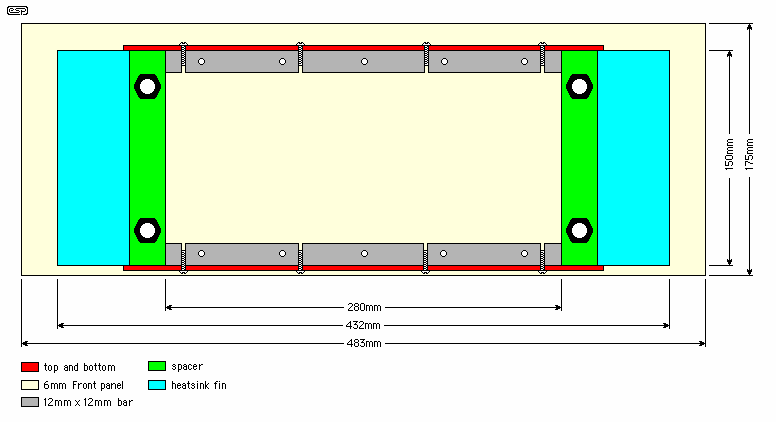 esp
150mm
175mm
280mm
432mm
483mm
top and bottom
spacer
6mm Front panel
heatsink fin
12mm x 12mm bar